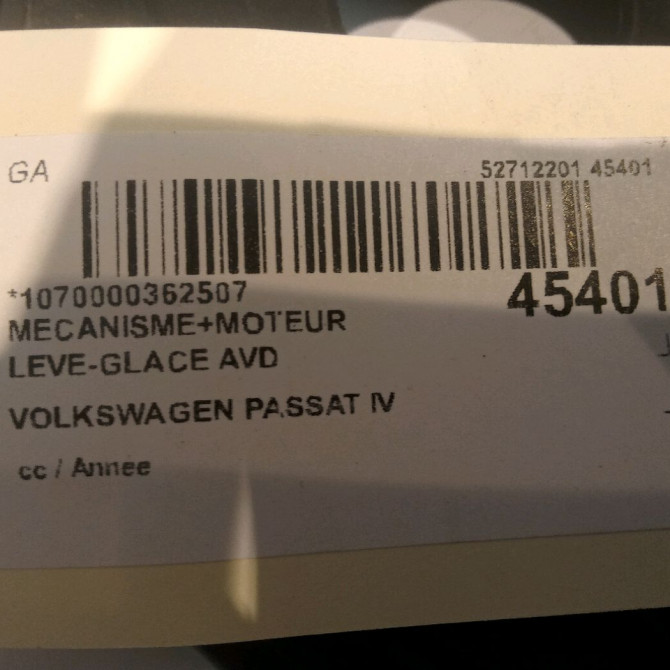 GA
52712201 45401
*1070000362507
45401
MECANISME+MOTEUR
LEVE-GLACE AVD
VOLKSWAGEN PASSAT IV
cc / Annee